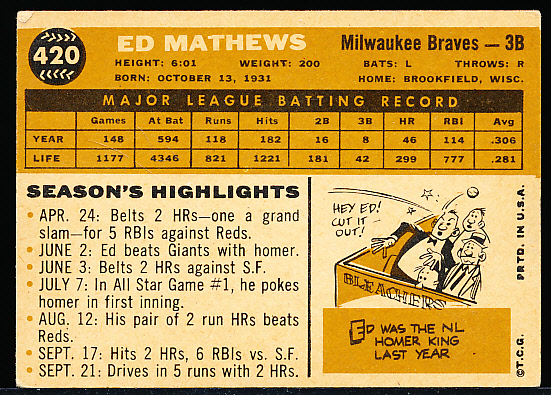 420
ED MATHEWS
Milwaukee Braves — 3B
HEIGHT: 6:01 WEIGHT: 200 BATS: L THROWS: R
BORN: OCTOBER 13, 1931 HOME: BROOKFIELD, WISC.
MAJOR LEAGUE BATTING RECORD
Games At Bat Runs Hits 2B 3B HR RBI Avg
YEAR 148 594 118 182 16 8 46 114 .306
LIFE 1177 4346 821 1221 181 42 299 777 .281
SEASON'S HIGHLIGHTS
• APR. 24: Belts 2 HRs—one a grand
slam—for 5 RBIs against Reds.
• JUNE 2: Ed beats Giants with homer.
• JUNE 3: Belts 2 HRs against S.F.
• JULY 7: In All Star Game #1, he pokes
homer in first inning.
• AUG. 12: His pair of 2 run HRs beats
Reds.
• SEPT. 17: Hits 2 HRs, 6 RBIs vs. S.F.
• SEPT. 21: Drives in 5 runs with 2 HRs.
HEY ED!
CUT IT
OUT!
BLEACHERS
ED WAS THE NL
HOMER KING
LAST YEAR
©T.C.G. PRTD. IN U.S.A.